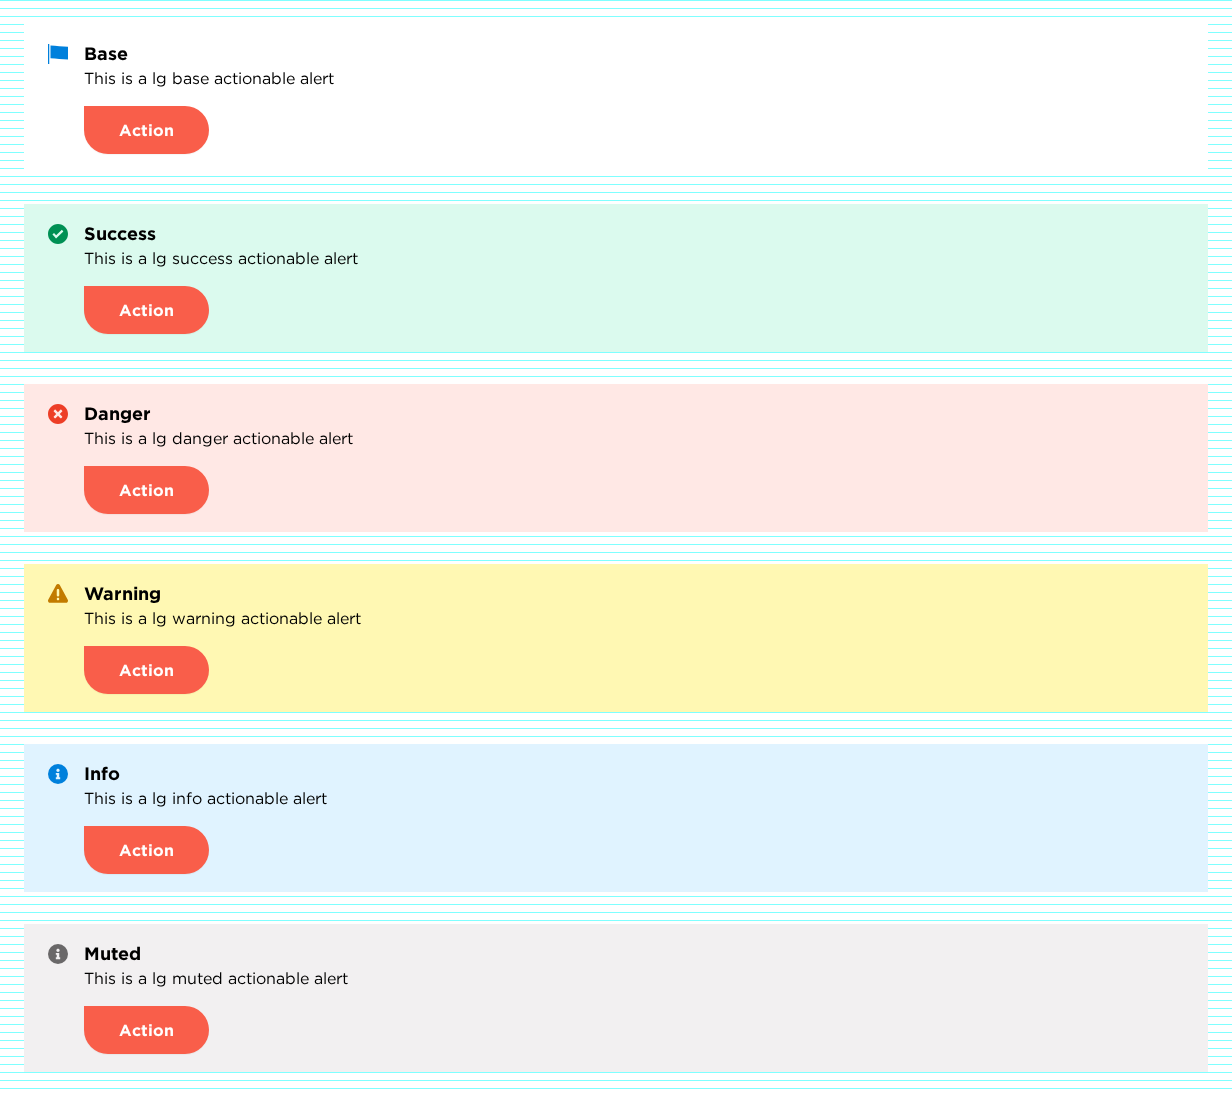 Base
This is a lg base actionable alert
Action
Success
This is a lg success actionable alert
Action
Danger
This is a lg danger actionable alert
Action
Warning
This is a lg warning actionable alert
Action
Info
This is a lg info actionable alert
Action
Muted
This is a lg muted actionable alert
Action